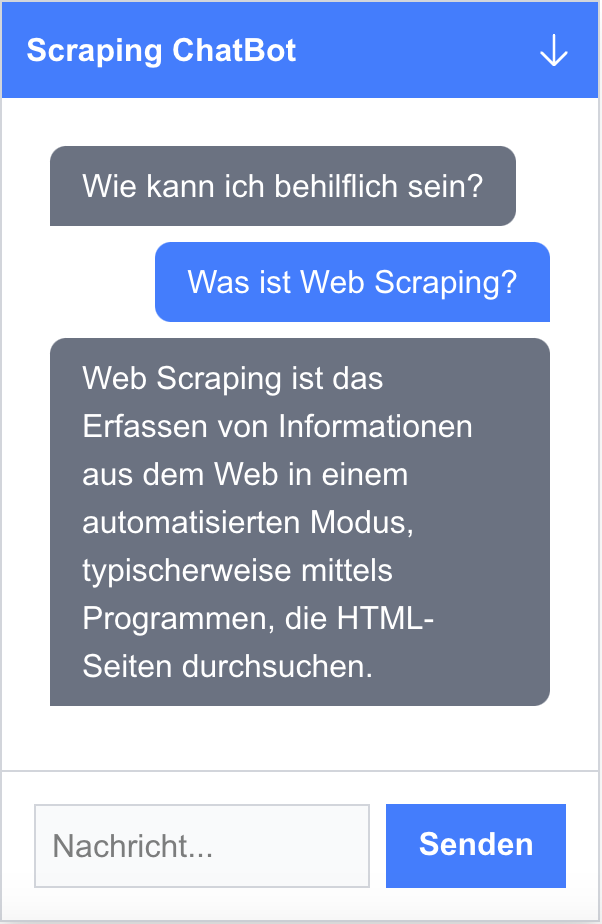 Scraping ChatBot
Wie kann ich behilflich sein?
Was ist Web Scraping?
Web Scraping ist das
Erfassen von Informationen
aus dem Web in einem
automatisierten Modus,
typischerweise mittels
Programmen, die HTML-
Seiten durchsuchen.
Nachricht...
Senden